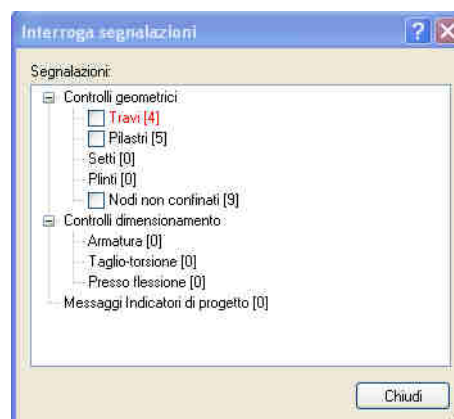 Interroga segnalazioni
Segnalazioni:
Controlli geometrici
Travi [4]
Pilastri [5]
Setti [0]
Plinti [0]
Nodi non confinati [9]
Controlli dimensionamento
Armatura [0]
Taglio-torsione [0]
Presso flessione [0]
Messaggi Indicatori di progetto [0]
Chiudi